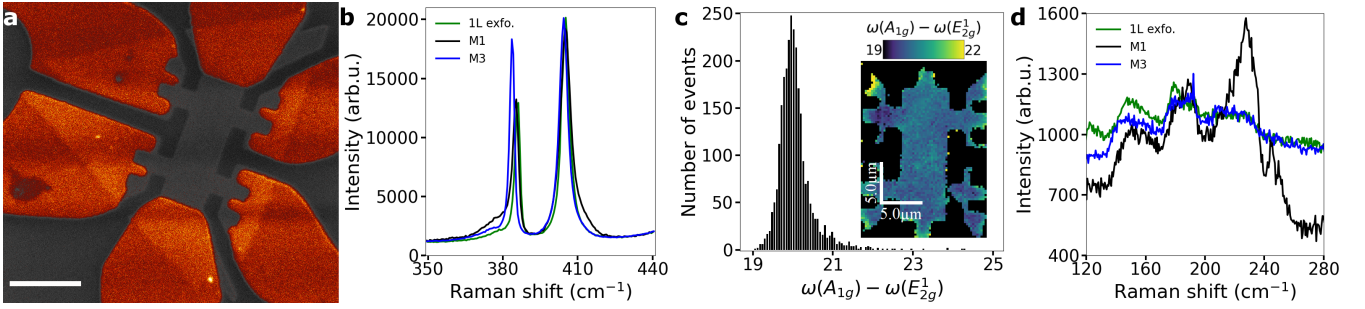 a
b
20000
15000
10000
5000
0
350
380
410
440
Intensity (arb.u.)
Raman shift (cm⁻¹)
1L exfo.
M1
M3
c
250
200
150
100
50
0
19
21
23
25
Number of events
ω(A₁g) − ω(E¹₂g)
ω(A₁g) − ω(E¹₂g)
19
22
5.0μm
5.0μm
d
1600
1300
1000
700
400
120
160
200
240
280
Intensity (arb.u.)
Raman shift (cm⁻¹)
1L exfo.
M1
M3